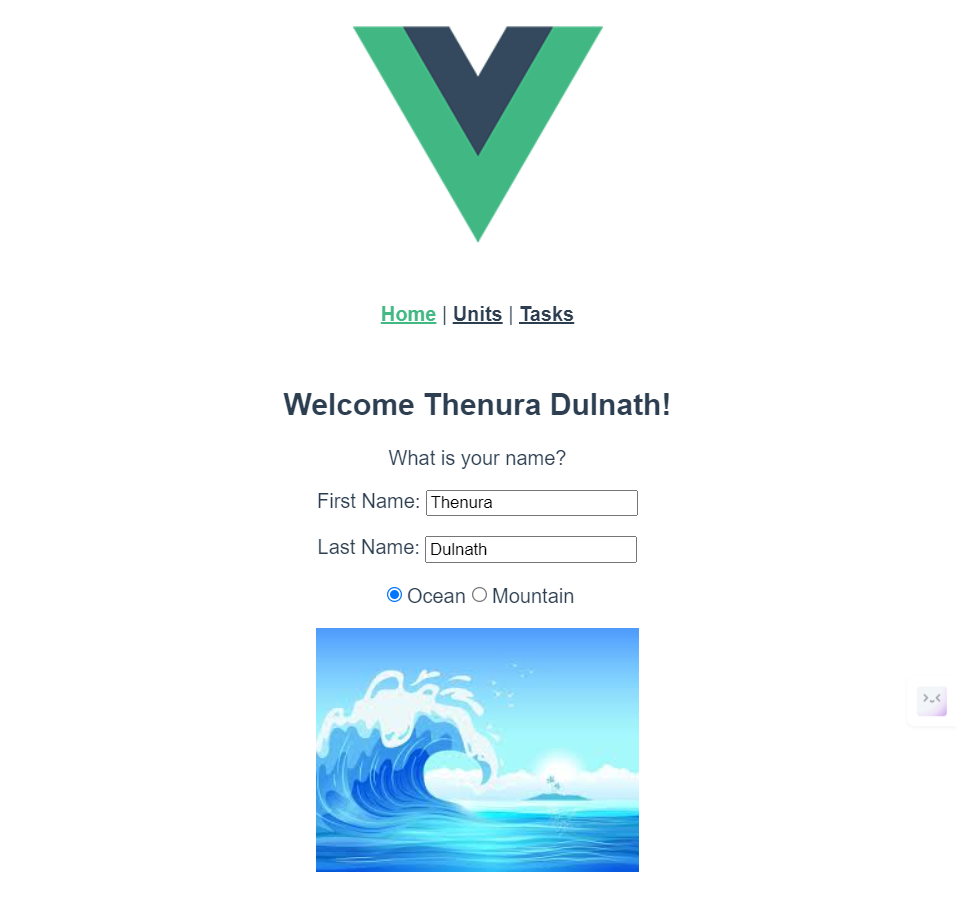 Home | Units | Tasks
Welcome Thenura Dulnath!
What is your name?
First Name: Thenura
Last Name: Dulnath
Ocean Mountain